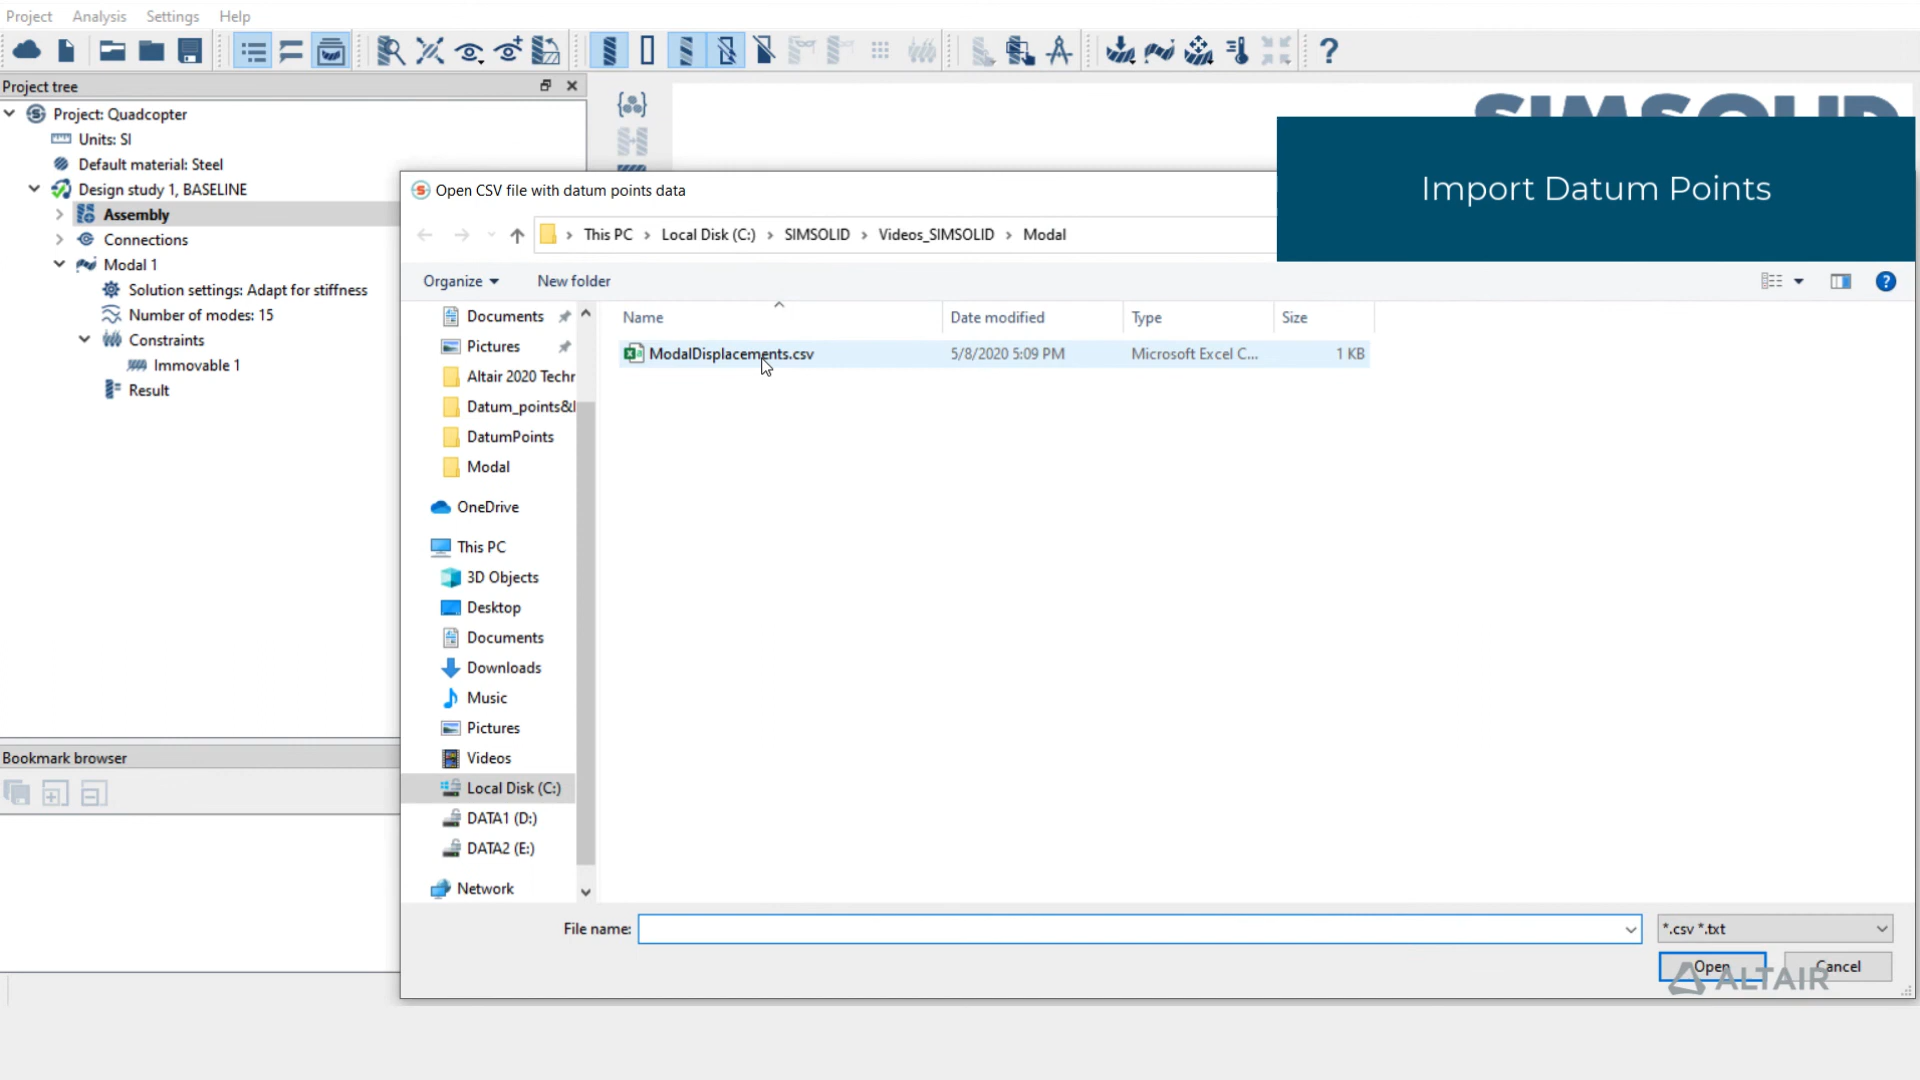 Project Analysis Settings Help
Project tree
Project: Quadcopter
Units: SI
Default material: Steel
Design study 1, BASELINE
Assembly
Connections
Modal 1
Solution settings: Adapt for stiffness
Number of modes: 15
Constraints
Immovable 1
Result
Bookmark browser
SIMSOLID
Import Datum Points
Open CSV file with datum points data
This PC > Local Disk (C:) > SIMSOLID > Videos_SIMSOLID > Modal
Organize New folder
Documents
Pictures
Altair 2020 Techr
Datum_points&
DatumPoints
Modal
OneDrive
This PC
3D Objects
Desktop
Documents
Downloads
Music
Pictures
Videos
Local Disk (C:)
DATA1 (D:)
DATA2 (E:)
Network
Name Date modified Type Size
ModalDisplacements.csv 5/8/2020 5:09 PM Microsoft Excel C... 1 KB
File name: *.csv *.txt
Open Cancel
ALTAIR